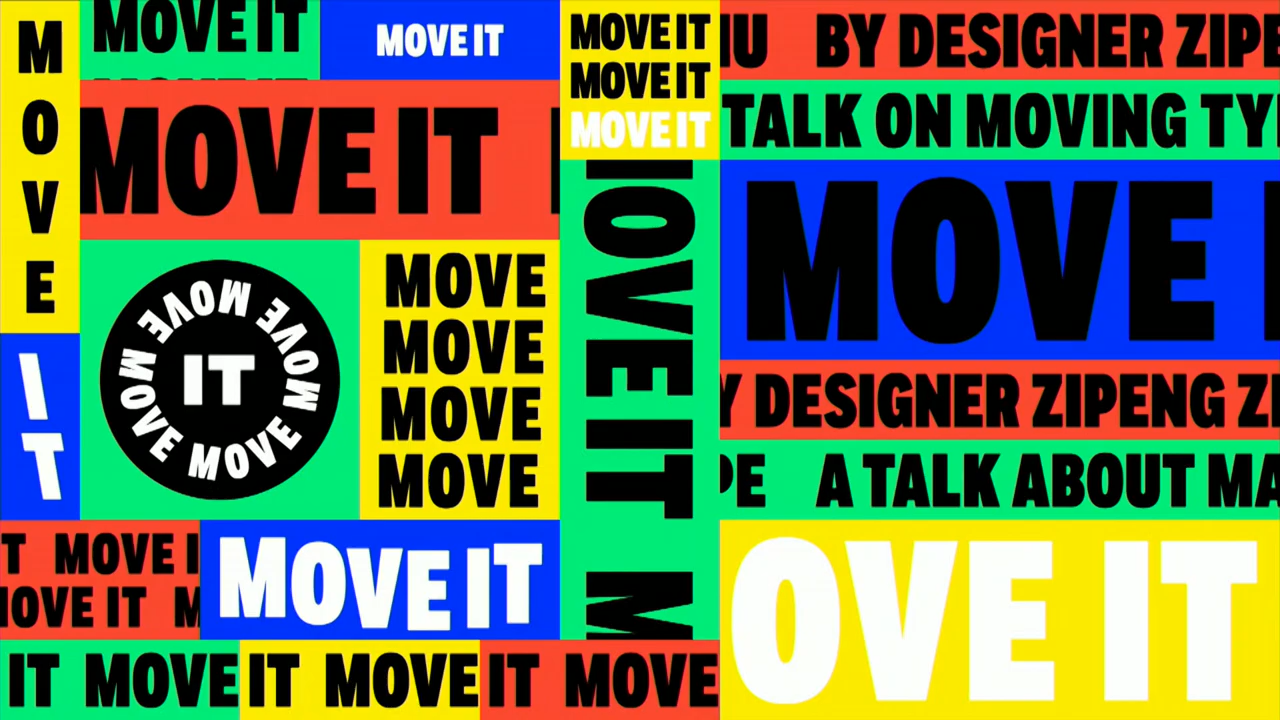 MOVE
IT
MOVE IT
MOVE IT
MOVE IT
MOVE IT
MOVE IT
MOVE IT
MOVE MOVE MOVE MOVE MOVE
IT
MOVE
MOVE
MOVE
MOVE
T MOVE I
OVE IT M
MOVE IT
IT MOVE
IT MOVE
IT MOVE
OVE IT M
U BY DESIGNER ZIPE
TALK ON MOVING TY
MOVE
Y DESIGNER ZIPENG Z
PE A TALK ABOUT MA
OVE IT